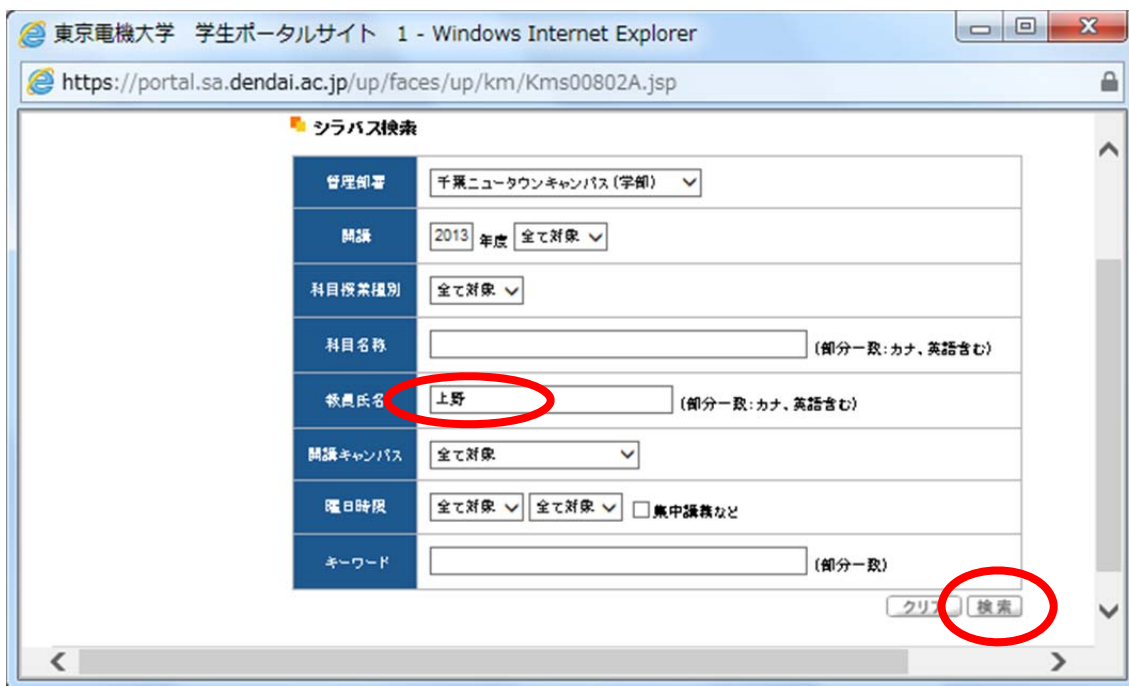 東京電機大学 学生ポータルサイト 1 - Windows Internet Explorer
https://portal.sa.dendai.ac.jp/up/faces/up/km/Kms00802A.jsp
シラバス検索
管理部署 千葉ニュータウンキャンパス(学部)
開講 2013 年度 全て対象
科目授業種別 全て対象
科目名称 (部分一致:カナ、英語含む)
教員氏名 上野 (部分一致:カナ、英語含む)
開講キャンパス 全て対象
曜日時限 全て対象 全て対象 集中講義など
キーワード (部分一致)
クリア 検索